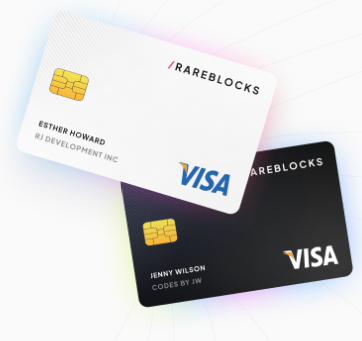 /RAREBLOCKS
ESTHER HOWARD
RJ DEVELOPMENT INC
VISA
AREBLOCKS
JENNY WILSON
CODES BY JW
VISA